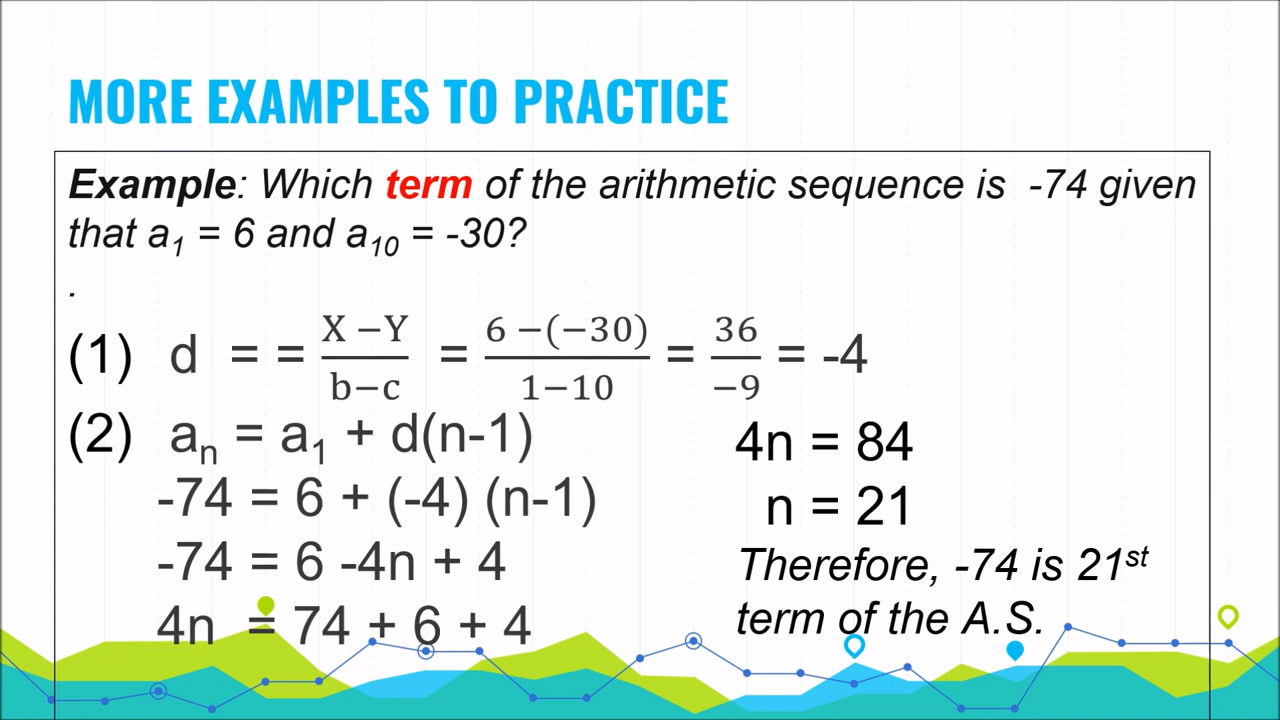 MORE EXAMPLES TO PRACTICE
Example: Which term of the arithmetic sequence is -74 given
that a₁ = 6 and a₁₀ = -30?
.
(1) d = = X −Y / b−c = 6 −(−30) / 1−10 = 36 / −9 = -4
(2) aₙ = a₁ + d(n-1)
-74 = 6 + (-4) (n-1)
-74 = 6 -4n + 4
4n = 74 + 6 + 4
4n = 84
n = 21
Therefore, -74 is 21ˢᵗ
term of the A.S.